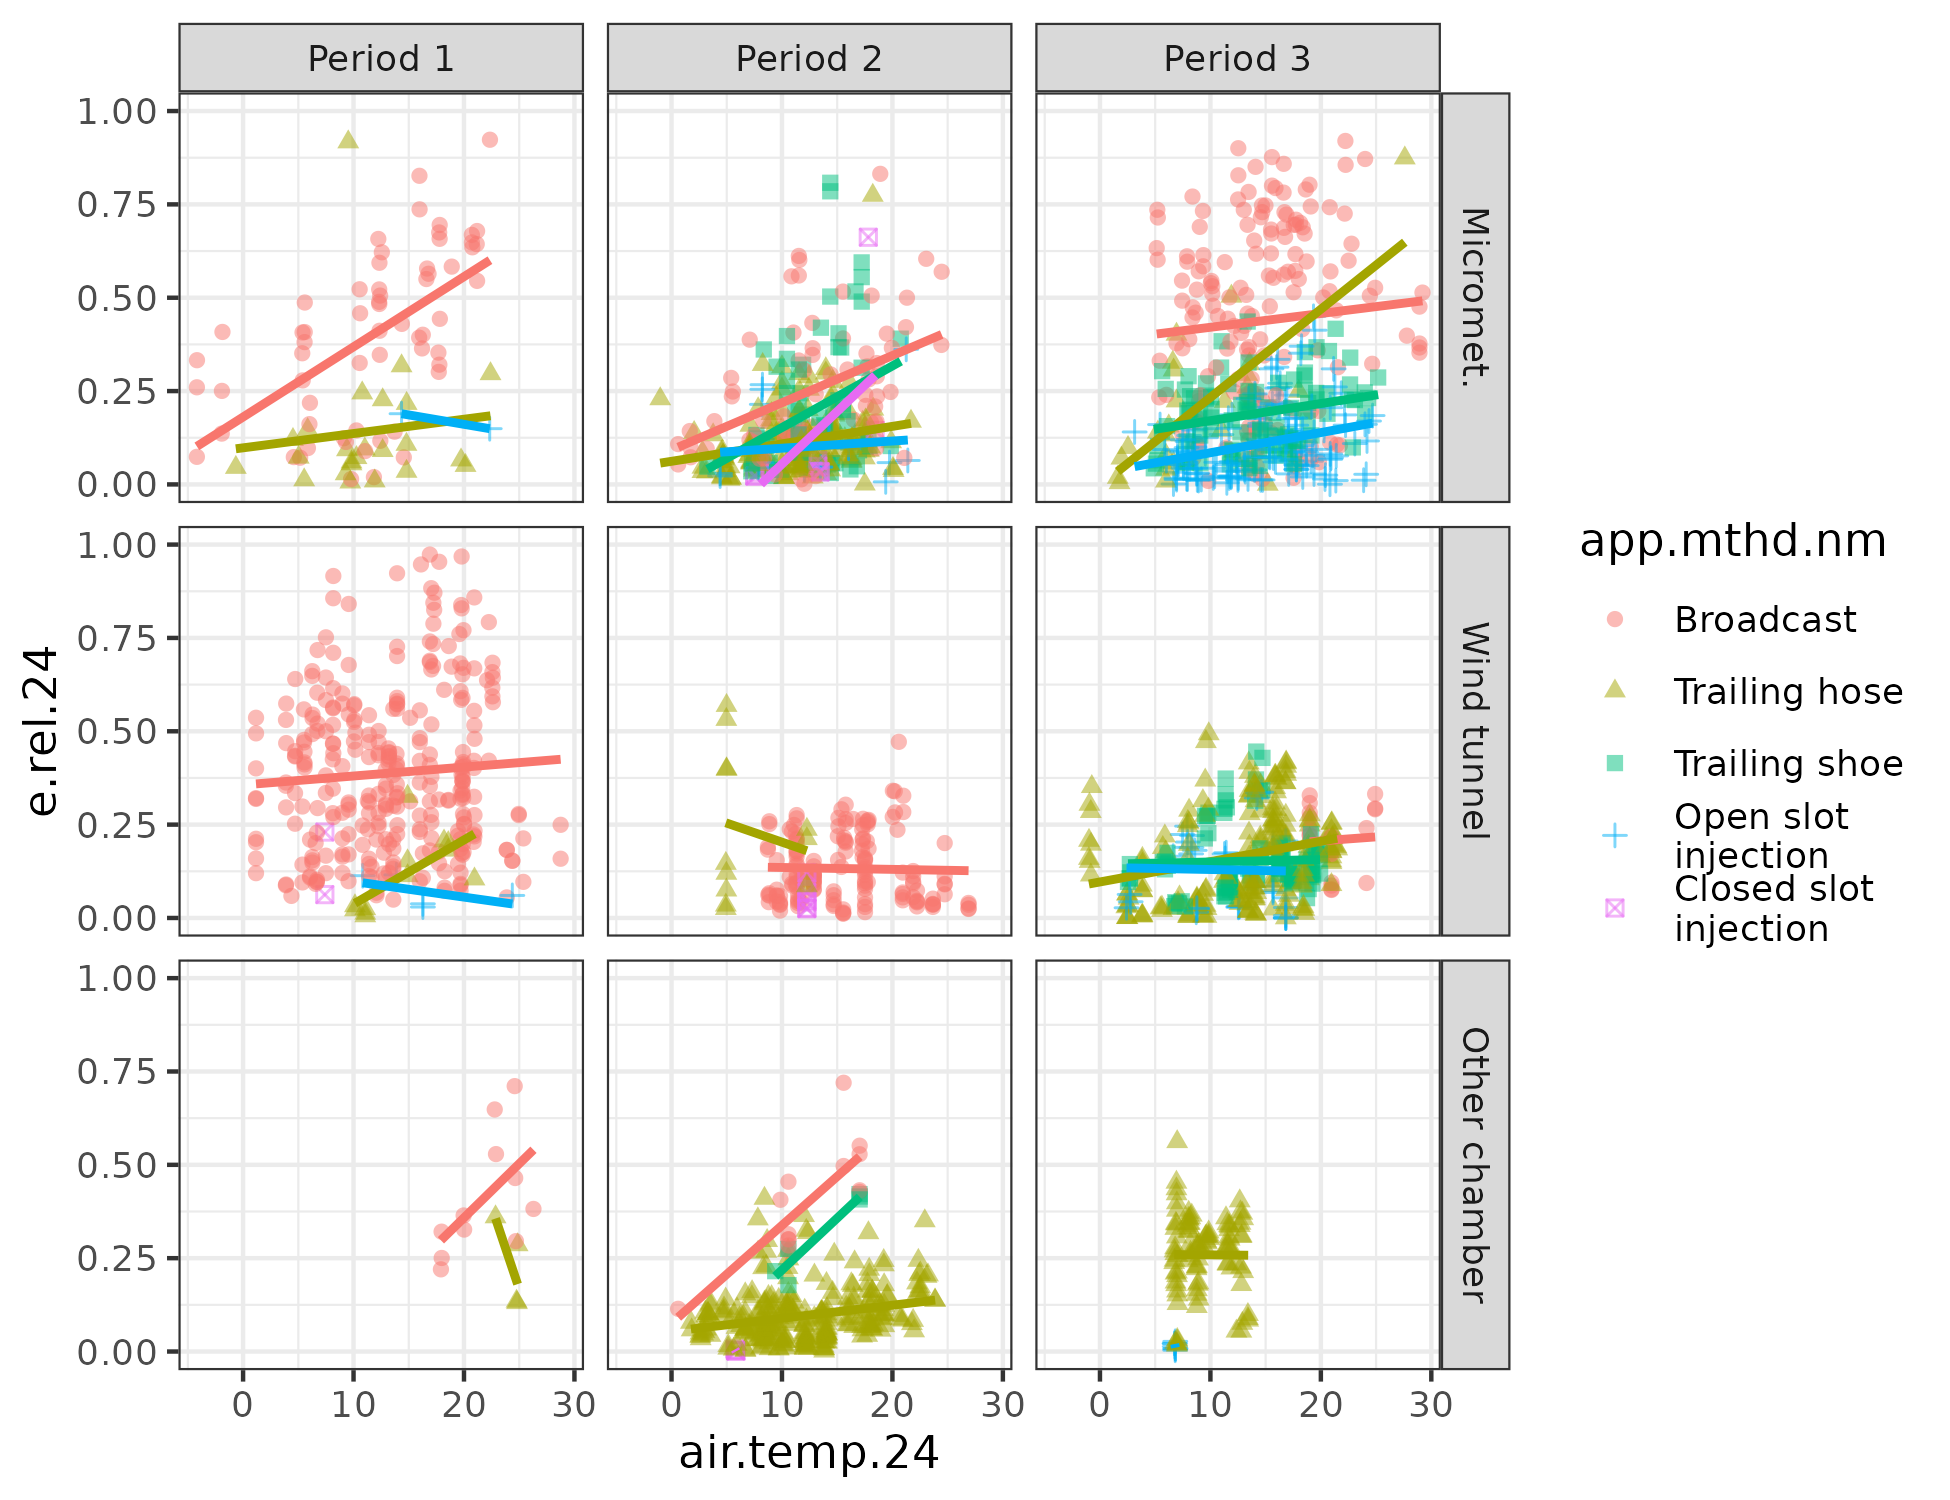 Period 1
Period 2
Period 3
1.00
0.75
0.50
0.25
0.00
Micromet.
1.00
0.75
0.50
0.25
0.00
Wind tunnel
1.00
0.75
0.50
0.25
0.00
Other chamber
0
10
20
30
0
10
20
30
0
10
20
30
air.temp.24
e.rel.24
app.mthd.nm
Broadcast
Trailing hose
Trailing shoe
Open slot
injection
Closed slot
injection